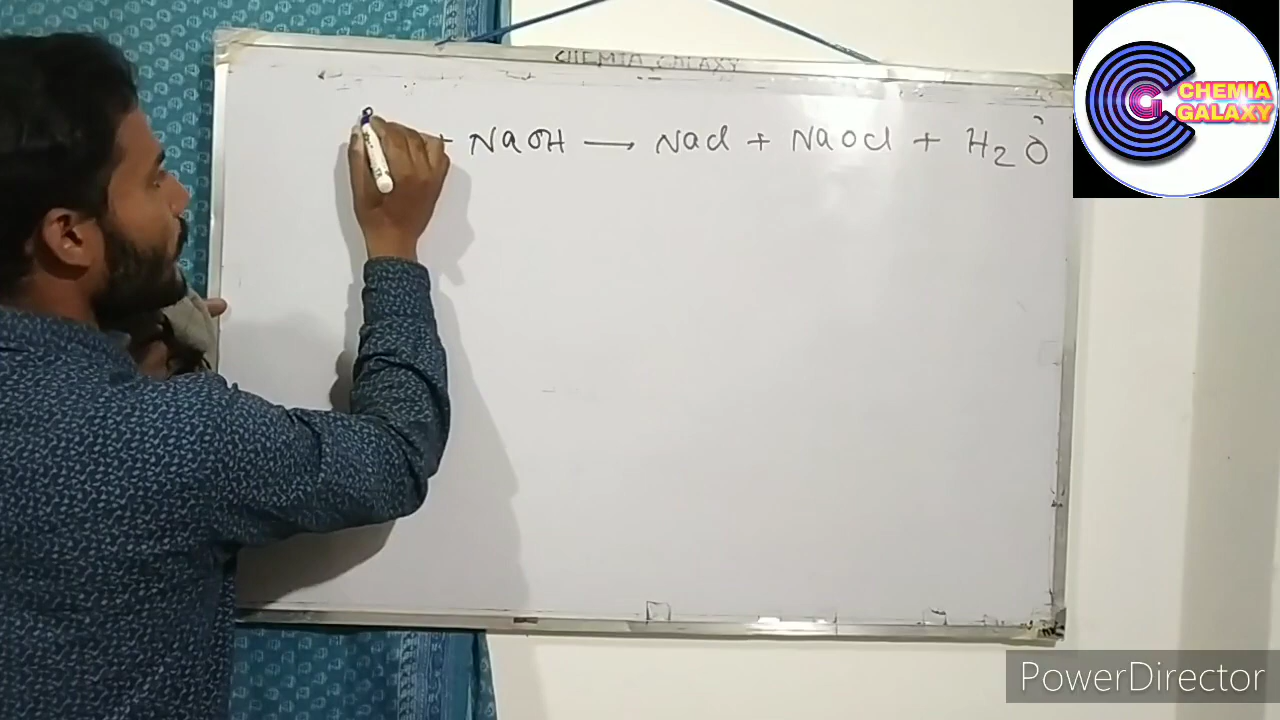 CHEMIA GALAXY
+ NaOH → NaCl + NaOCl + H₂O
CHEMIA
GALAXY
PowerDirector